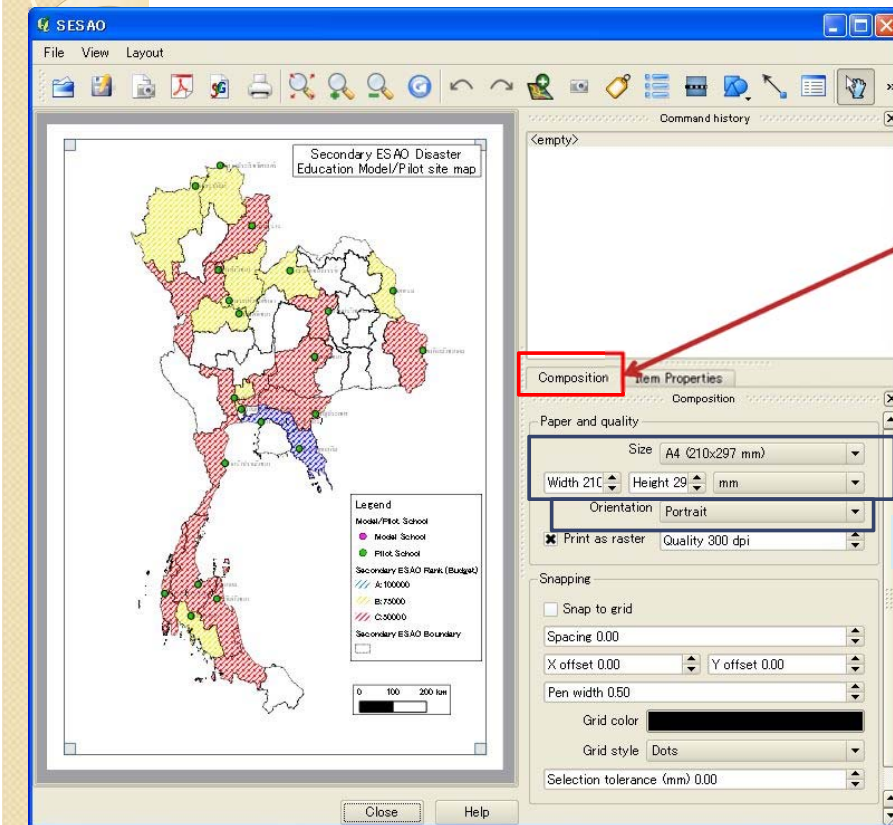 SESAO
File View Layout
Command history
<empty>
Secondary ESAO Disaster
Education Model/Pilot site map
Legend
Model/Pilot School
Model School
Pilot School
Secondary ESAO Rank (Budget)
A:100000
B:75000
C:50000
Secondary ESAO Boundary
0 100 200 km
Composition Item Properties
Composition
Paper and quality
Size A4 (210x297 mm)
Width 210 Height 29 mm
Orientation Portrait
Print as raster Quality 300 dpi
Snapping
Snap to grid
Spacing 0.00
X offset 0.00 Y offset 0.00
Pen width 0.50
Grid color
Grid style Dots
Selection tolerance (mm) 0.00
Close Help